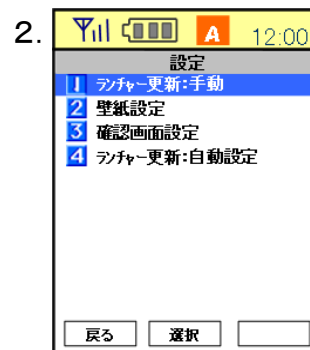 2.
A 12:00
設定
1 ﾗﾝﾁｬｰ更新:手動
2 壁紙設定
3 確認画面設定
4 ﾗﾝﾁｬｰ更新:自動設定
戻る 選択